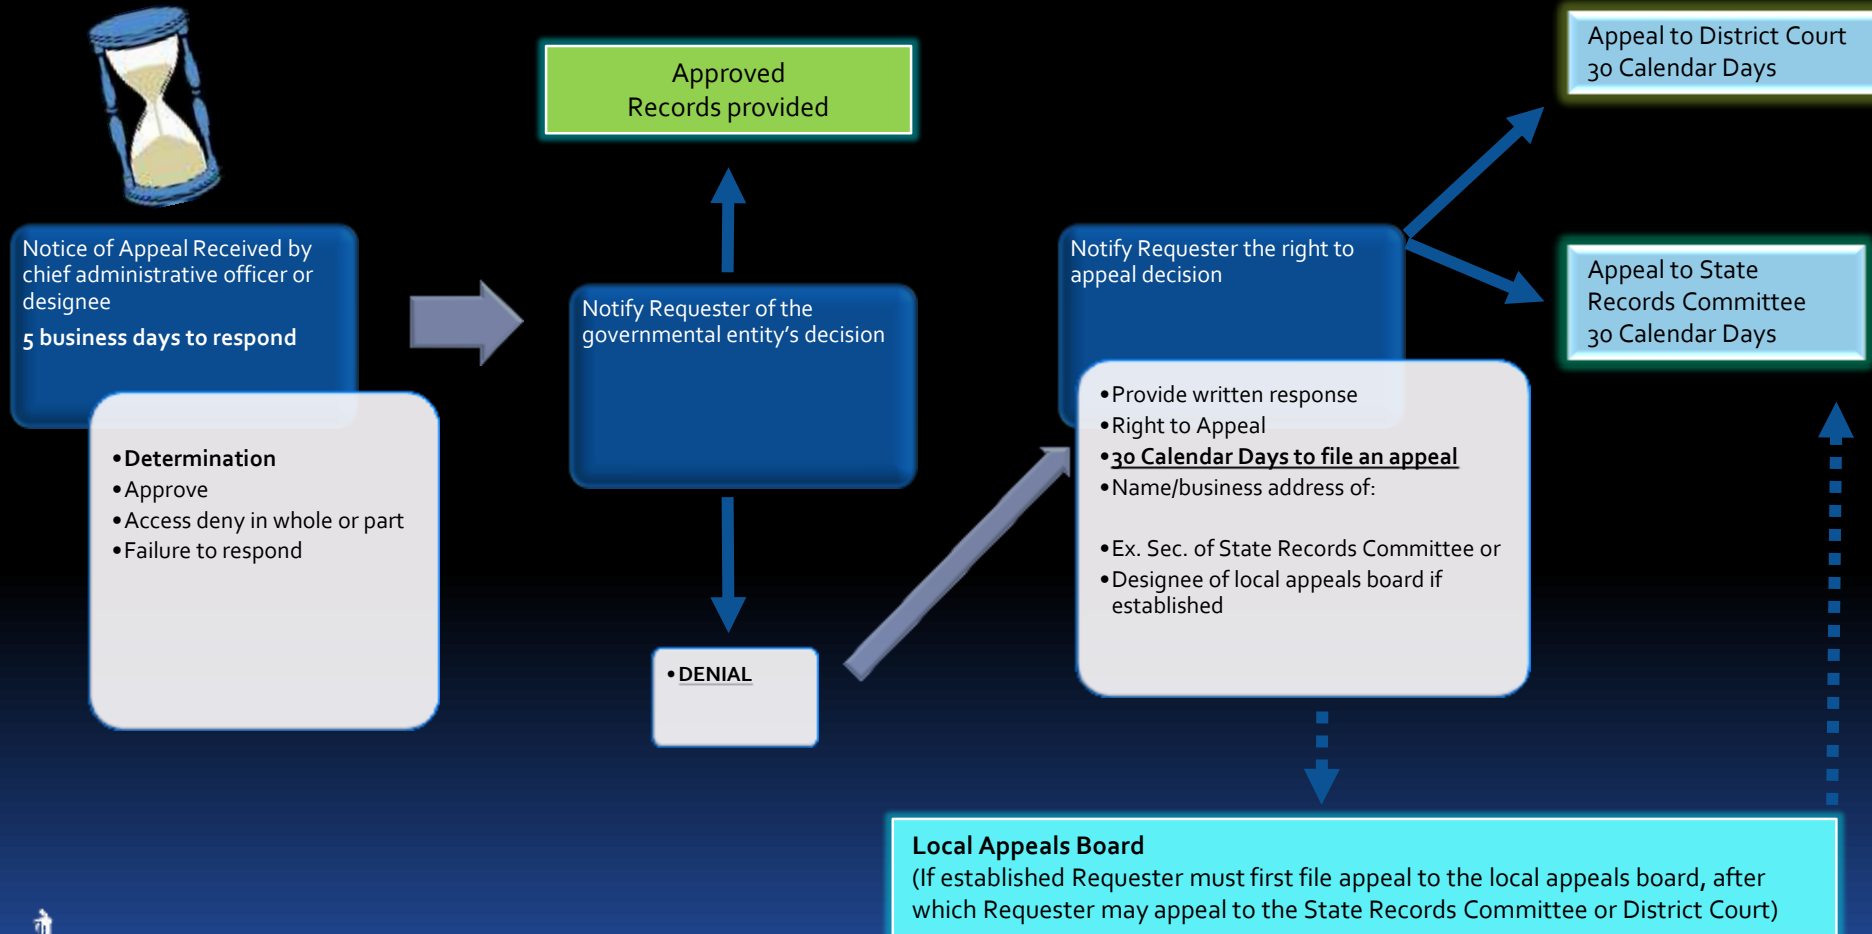 Approved
Records provided
Appeal to District Court
30 Calendar Days
Notice of Appeal Received by
chief administrative officer or
designee
5 business days to respond
•Determination
•Approve
•Access deny in whole or part
•Failure to respond
Notify Requester of the
governmental entity’s decision
•DENIAL
Notify Requester the right to
appeal decision
•Provide written response
•Right to Appeal
•30 Calendar Days to file an appeal
•Name/business address of:
•Ex. Sec. of State Records Committee or
•Designee of local appeals board if
established
Appeal to State
Records Committee
30 Calendar Days
Local Appeals Board
(If established Requester must first file appeal to the local appeals board, after
which Requester may appeal to the State Records Committee or District Court)